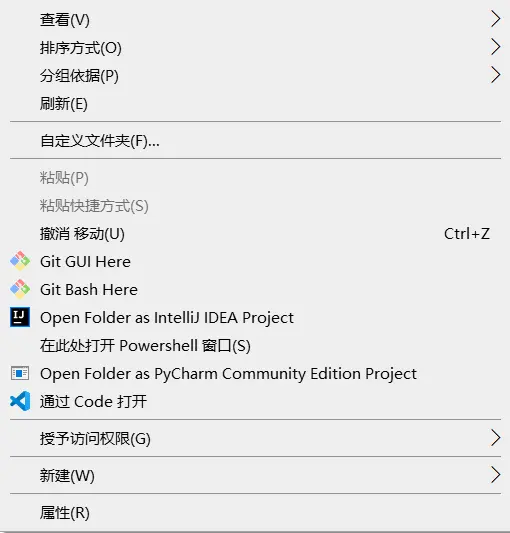 查看(V)
排序方式(O)
分组依据(P)
刷新(E)
自定义文件夹(F)...
粘贴(P)
粘贴快捷方式(S)
撤消 移动(U) Ctrl+Z
Git GUI Here
Git Bash Here
IJ Open Folder as IntelliJ IDEA Project
在此处打开 Powershell 窗口(S)
Open Folder as PyCharm Community Edition Project
通过 Code 打开
授予访问权限(G)
新建(W)
属性(R)